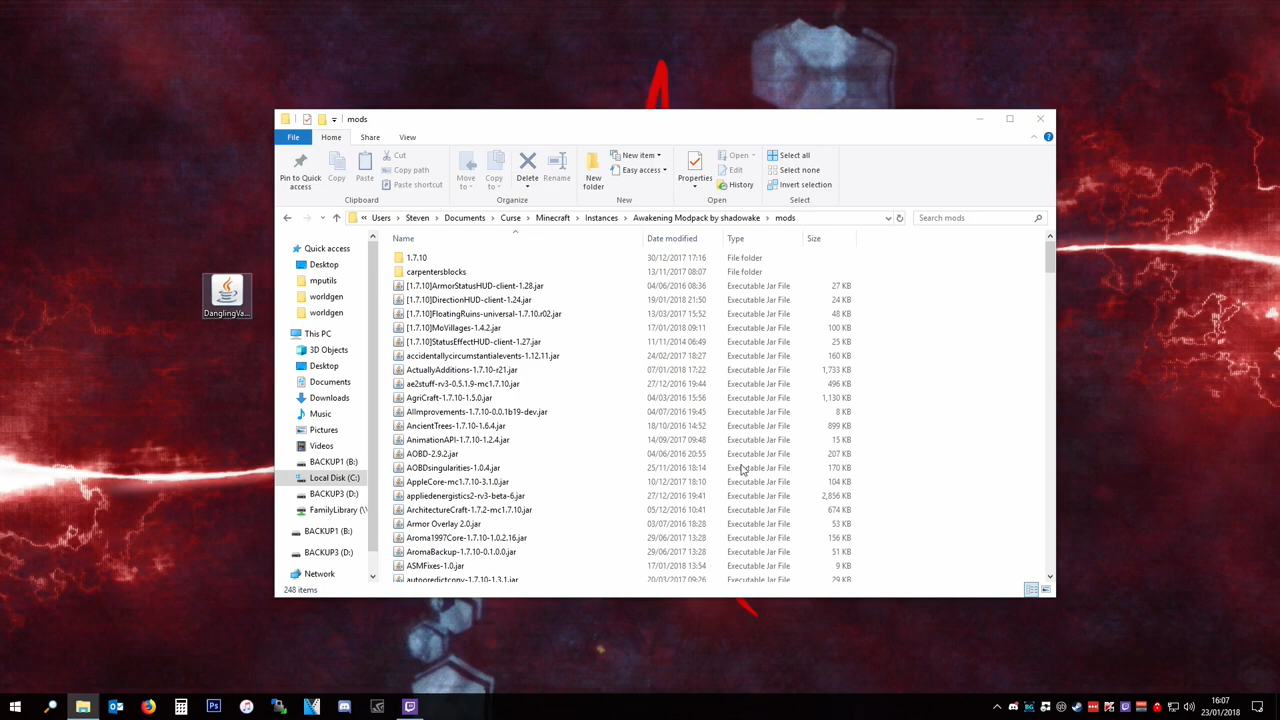 mods
File Home Share View
Pin to Quick access
Copy
Paste
Cut
Copy path
Paste shortcut
Clipboard
Move to
Copy to
Delete
Rename
Organize
New folder
New item
Easy access
New
Properties
Open
Edit
History
Open
Select all
Select none
Invert selection
Select
« Users > Steven > Documents > Curse > Minecraft > Instances > Awakening Modpack by shadowake > mods
Search mods
DanglingVa...
Quick access
Desktop
mputils
worldgen
worldgen
This PC
3D Objects
Desktop
Documents
Downloads
Music
Pictures
Videos
BACKUP1 (B:)
Local Disk (C:)
BACKUP3 (D:)
FamilyLibrary (\\
BACKUP1 (B:)
BACKUP3 (D:)
Network
Name Date modified Type Size
1.7.10 30/12/2017 17:16 File folder
carpentersblocks 13/11/2017 08:07 File folder
[1.7.10]ArmorStatusHUD-client-1.28.jar 04/06/2016 08:36 Executable Jar File 27 KB
[1.7.10]DirectionHUD-client-1.24.jar 19/01/2018 21:50 Executable Jar File 24 KB
[1.7.10]FloatingRuins-universal-1.7.10.r02.jar 13/03/2017 15:52 Executable Jar File 48 KB
[1.7.10]MoVillages-1.4.2.jar 17/01/2018 09:11 Executable Jar File 100 KB
[1.7.10]StatusEffectHUD-client-1.27.jar 11/11/2014 06:49 Executable Jar File 25 KB
accidentallycircumstantialevents-1.12.11.jar 24/02/2017 18:27 Executable Jar File 160 KB
ActuallyAdditions-1.7.10-r21.jar 07/01/2018 17:22 Executable Jar File 1,733 KB
ae2stuff-rv3-0.5.1.9-mc1.7.10.jar 27/12/2016 19:44 Executable Jar File 496 KB
AgriCraft-1.7.10-1.5.0.jar 04/03/2016 15:56 Executable Jar File 1,130 KB
AIImprovements-1.7.10-0.0.1b19-dev.jar 04/07/2016 19:45 Executable Jar File 8 KB
AncientTrees-1.7.10-1.6.4.jar 18/10/2016 14:52 Executable Jar File 899 KB
AnimationAPI-1.7.10-1.2.4.jar 14/09/2017 09:48 Executable Jar File 15 KB
AOBD-2.9.2.jar 04/06/2016 20:55 Executable Jar File 207 KB
AOBDsingularities-1.0.4.jar 25/11/2016 18:14 Executable Jar File 170 KB
AppleCore-mc1.7.10-3.1.0.jar 10/12/2017 18:10 Executable Jar File 104 KB
appliedenergistics2-rv3-beta-6.jar 27/12/2016 19:41 Executable Jar File 2,856 KB
ArchitectureCraft-1.7.2-mc1.7.10.jar 05/12/2016 10:41 Executable Jar File 674 KB
Armor Overlay 2.0.jar 03/07/2016 18:28 Executable Jar File 53 KB
Aroma1997Core-1.7.10-1.0.2.16.jar 29/06/2017 13:28 Executable Jar File 156 KB
AromaBackup-1.7.10-0.1.0.0.jar 29/06/2017 13:28 Executable Jar File 51 KB
ASMFixes-1.0.jar 17/01/2018 13:54 Executable Jar File 9 KB
autooredictconv-1.7.10-1.3.1.jar 20/03/2017 09:26 Executable Jar File 29 KB
248 items
16:07
23/01/2018